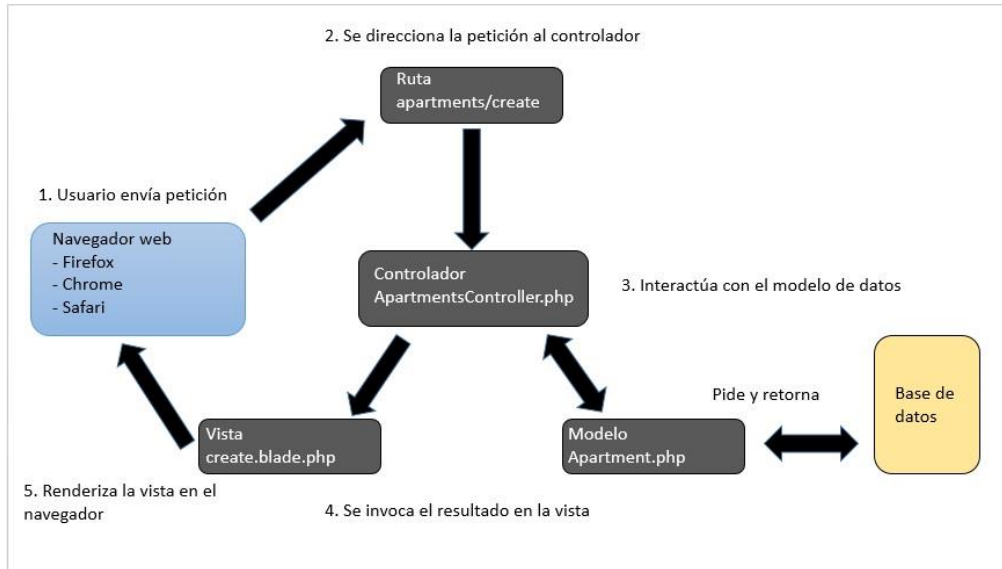 2. Se direcciona la petición al controlador
Ruta
apartments/create
1. Usuario envía petición
Navegador web
- Firefox
- Chrome
- Safari
Controlador
ApartmentsController.php
3. Interactúa con el modelo de datos
Pide y retorna
Base de
datos
Vista
create.blade.php
Modelo
Apartment.php
5. Renderiza la vista en el
navegador
4. Se invoca el resultado en la vista